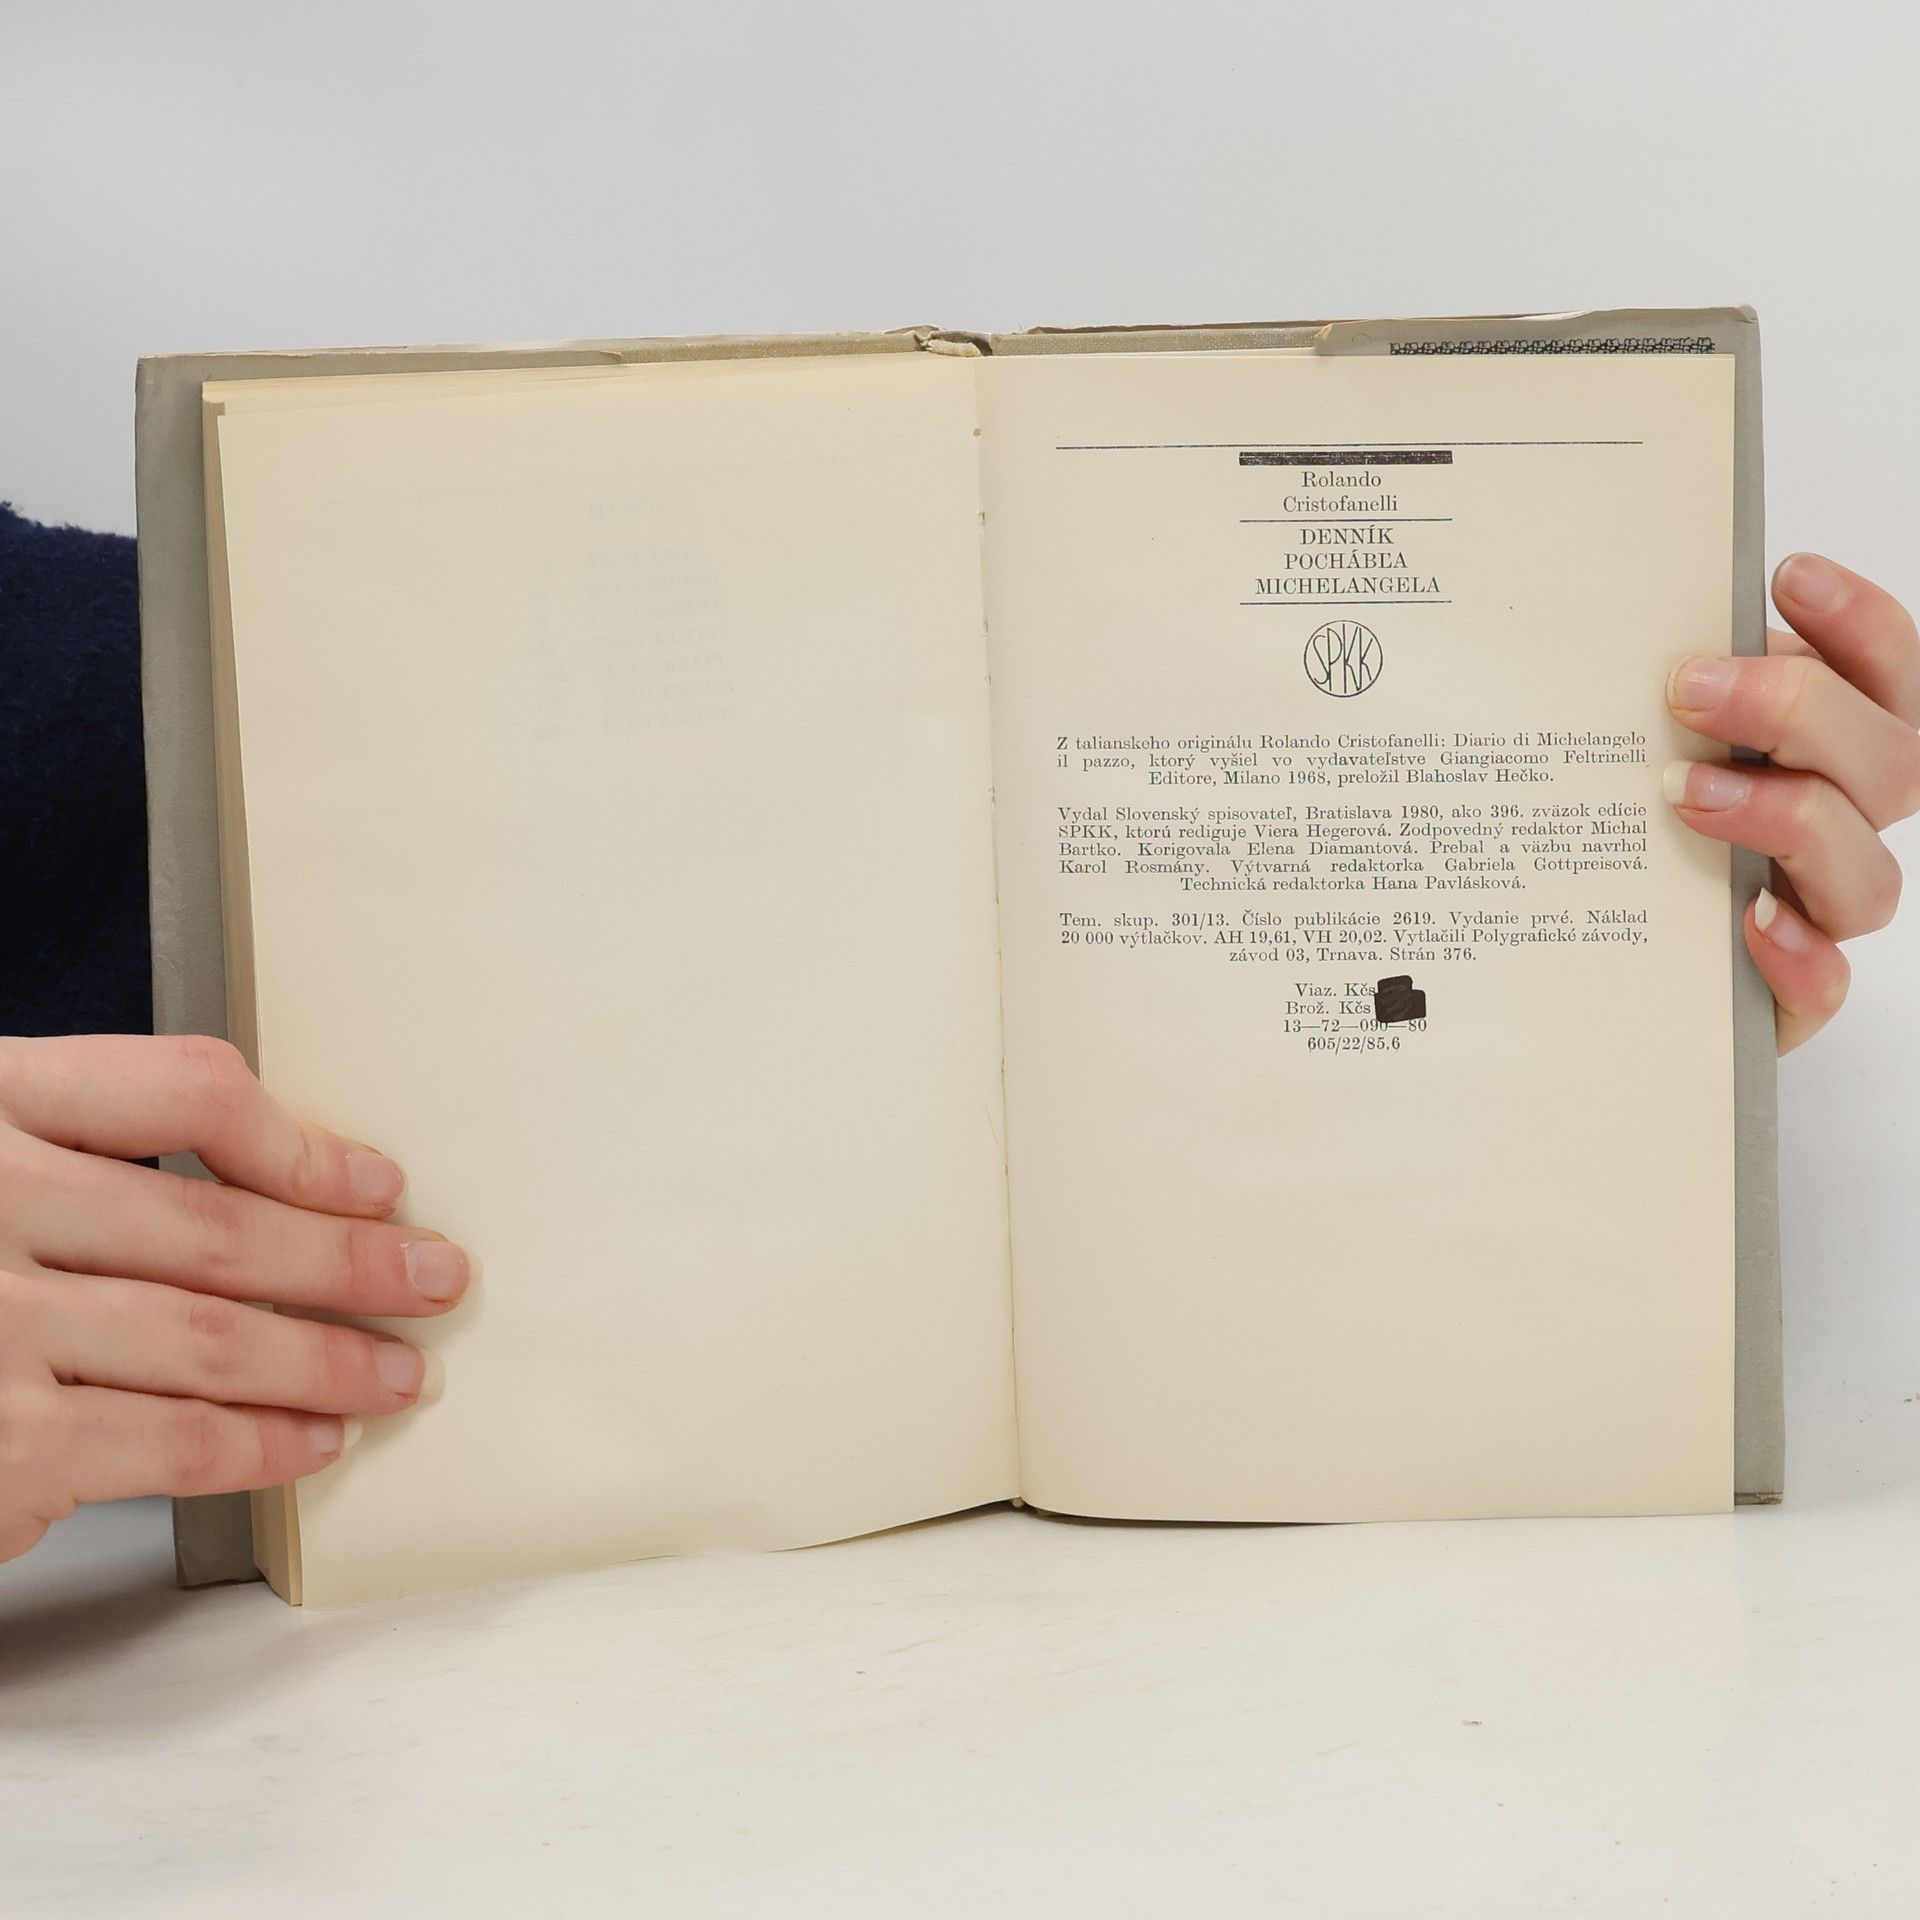 Rolando
Cristofanelli
DENNÍK
POCHÁBĽA
MICHELANGELA
SPKK
Z talianskeho originálu Rolando Cristofanelli: Diario di Michelangelo
il pazzo, ktorý vyšiel vo vydavateľstve Giangiacomo Feltrinelli
Editore, Milano 1968, preložil Blahoslav Hečko.
Vydal Slovenský spisovateľ, Bratislava 1980, ako 396. zväzok edície
SPKK, ktorú rediguje Viera Hegerová. Zodpovedný redaktor Michal
Bartko. Korigovala Elena Diamantová. Prebal a väzbu navrhol
Karol Rosmány. Výtvarná redaktorka Gabriela Gottpreisová.
Technická redaktorka Hana Pavlásková.
Tem. skup. 301/13. Číslo publikácie 2619. Vydanie prvé. Náklad
20 000 výtlačkov. AH 19,61, VH 20,02. Vytlačili Polygrafické závody,
závod 03, Trnava. Strán 376.
Viaz. Kčs
Brož. Kčs
13—72—090—80
605/22/85.6